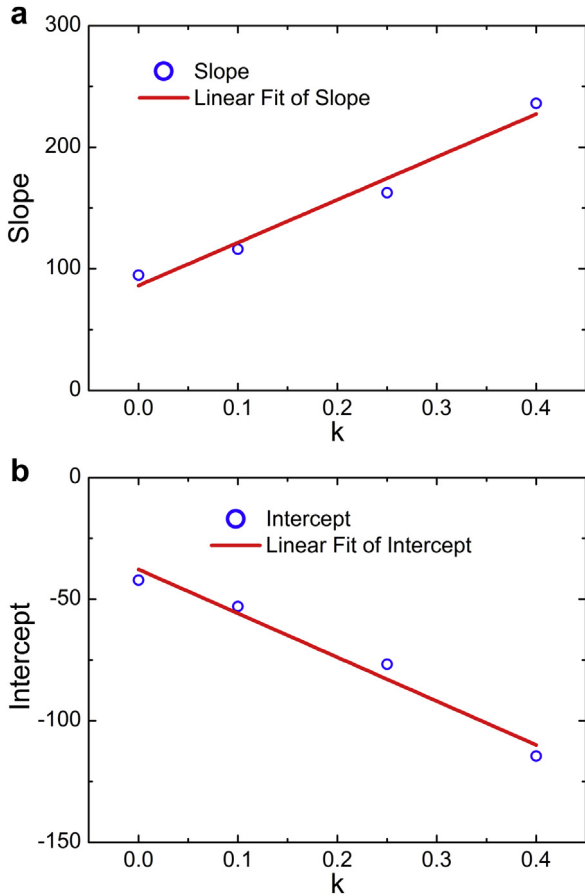 a
300
200
100
0
Slope
Slope
Linear Fit of Slope
0.0 0.1 0.2 0.3 0.4
k
b
0
-50
-100
-150
Intercept
Intercept
Linear Fit of Intercept
0.0 0.1 0.2 0.3 0.4
k